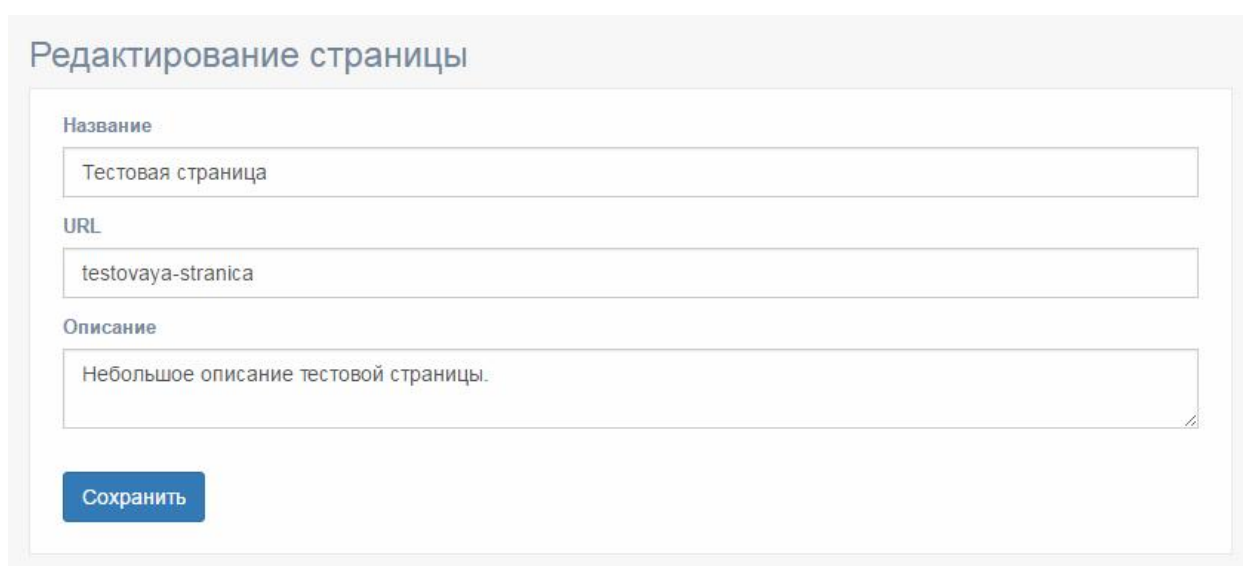 Редактирование страницы
Название
Тестовая страница
URL
testovaya-stranica
Описание
Небольшое описание тестовой страницы.
Сохранить